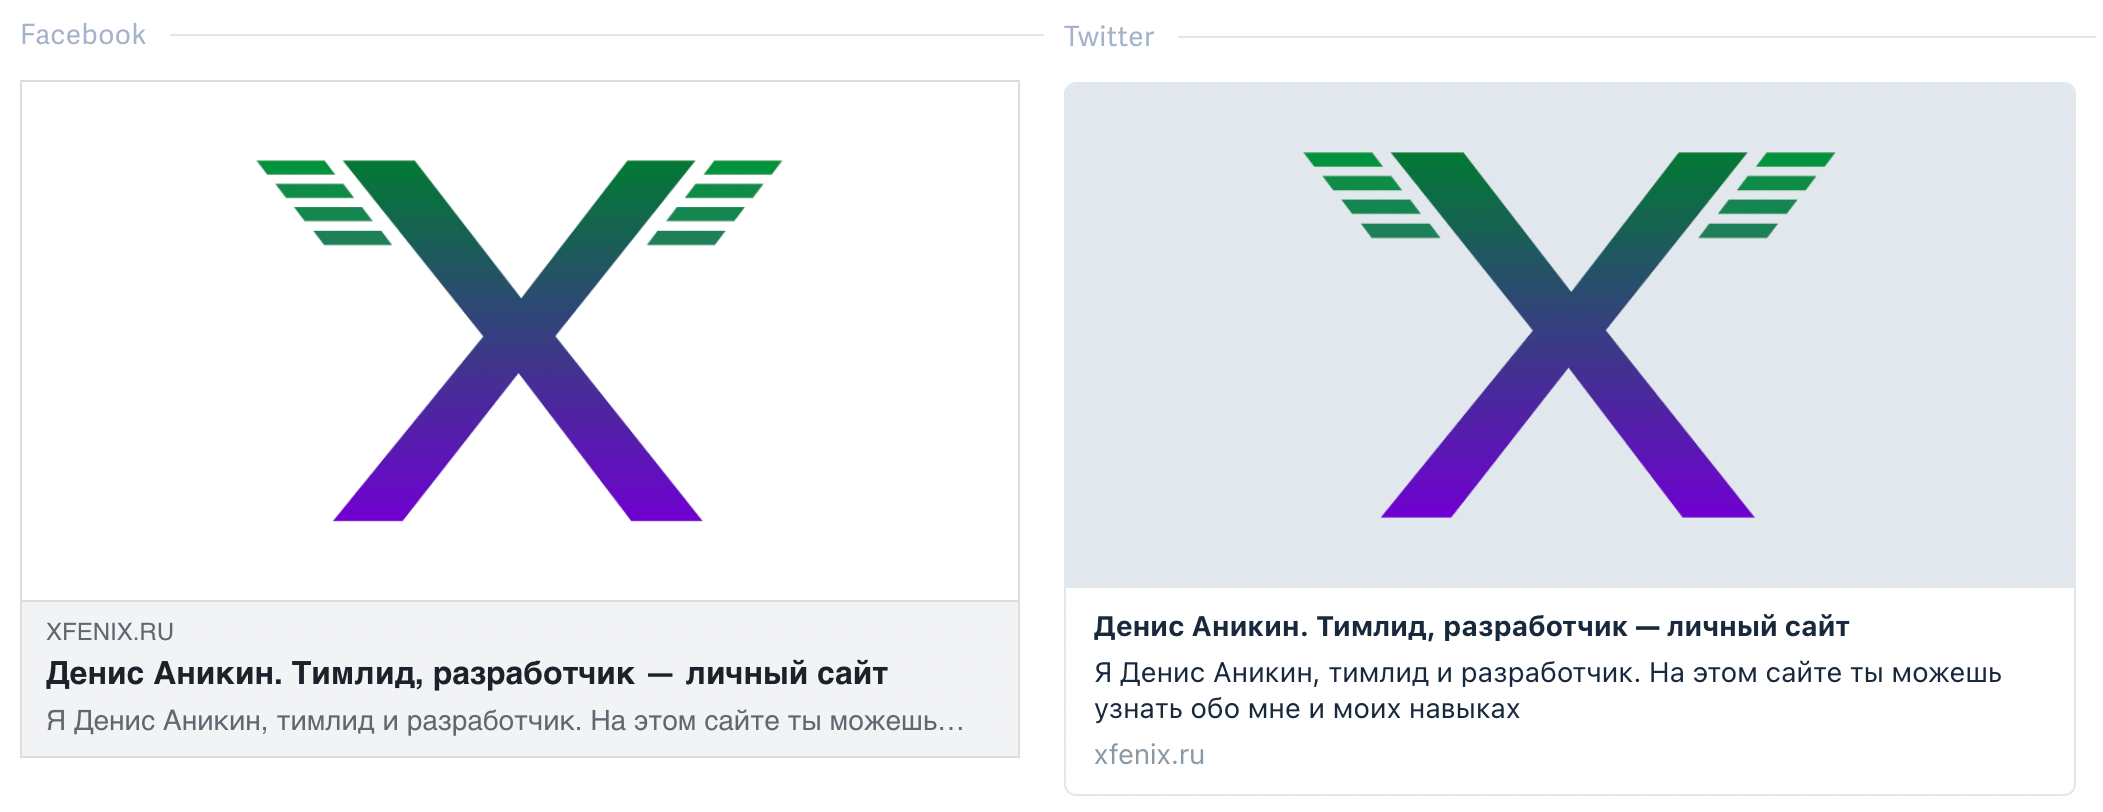 Facebook
XFENIX.RU
Денис Аникин. Тимлид, разработчик — личный сайт
Я Денис Аникин, тимлид и разработчик. На этом сайте ты можешь...
Twitter
Денис Аникин. Тимлид, разработчик — личный сайт
Я Денис Аникин, тимлид и разработчик. На этом сайте ты можешь
узнать обо мне и моих навыках
xfenix.ru